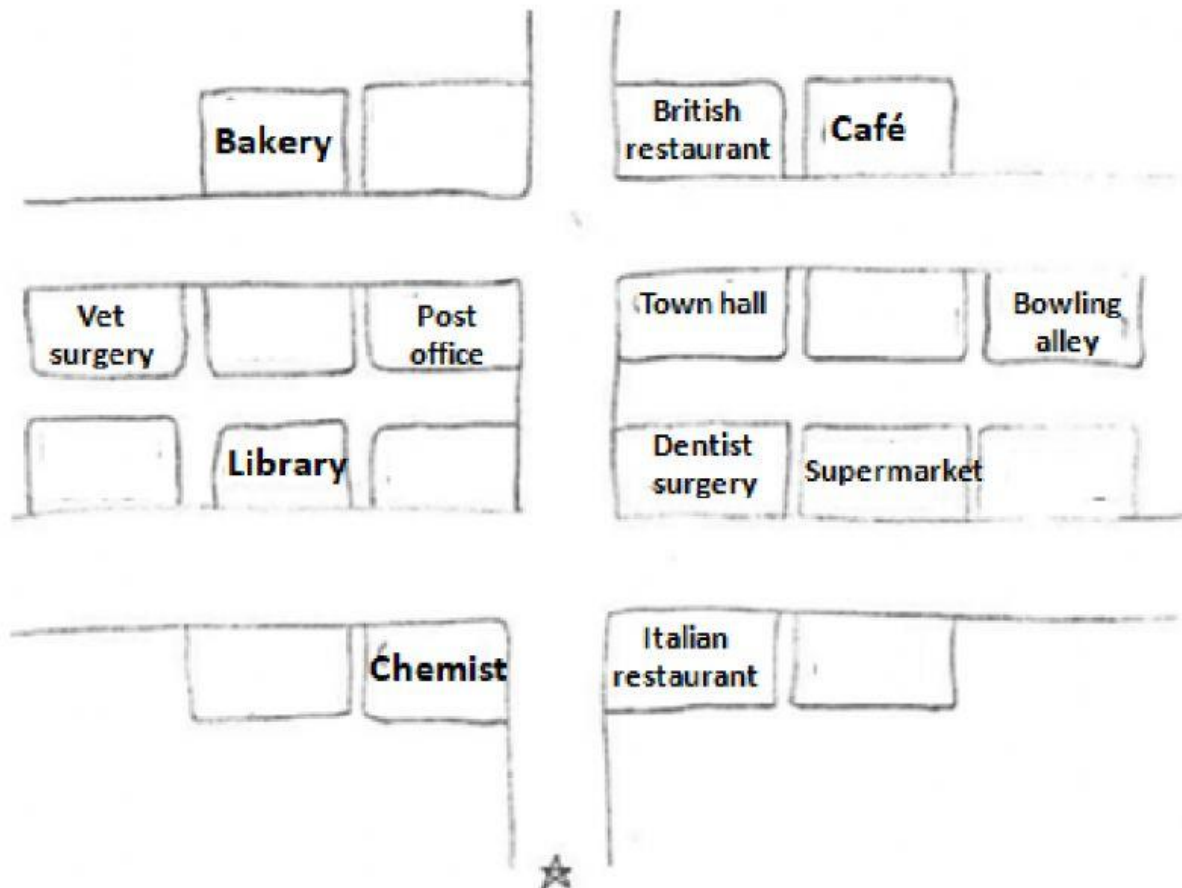 Bakery
British
restaurant
Café
Vet
surgery
Post
office
Town hall
Bowling
alley
Library
Dentist
surgery
Supermarket
Chemist
Italian
restaurant